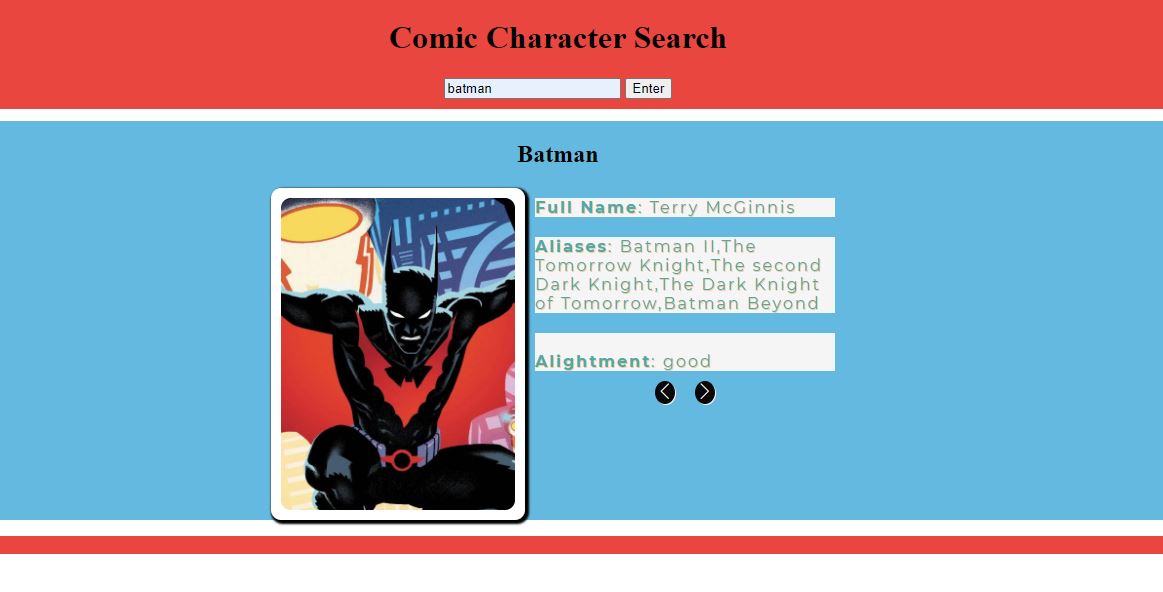 Comic Character Search
batman
Enter
Batman
Full Name: Terry McGinnis
Aliases: Batman II,The
Tomorrow Knight,The second
Dark Knight,The Dark Knight
of Tomorrow,Batman Beyond
Alightment: good